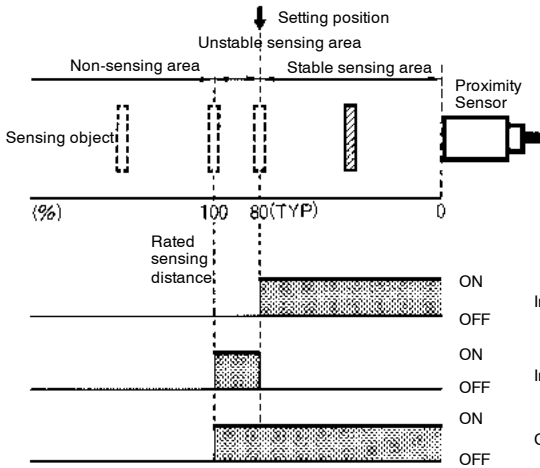 Setting position
Unstable sensing area
Non-sensing area
Stable sensing area
Proximity
Sensor
Sensing object
(%)
100
80(TYP)
0
Rated
sensing
distance
ON
OFF
ON
OFF
ON
OFF